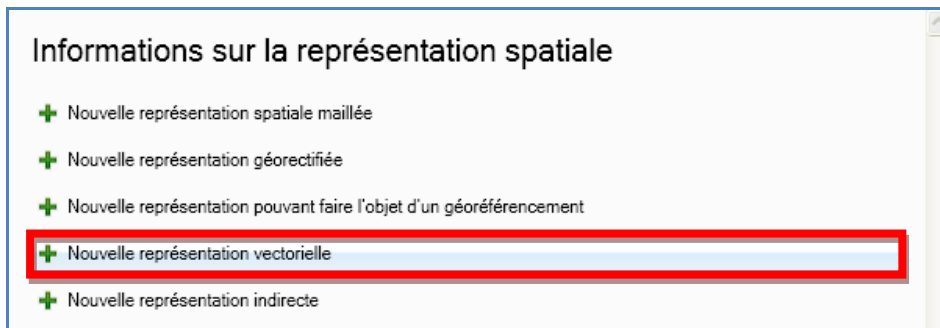 Informations sur la représentation spatiale
Nouvelle représentation spatiale maillée
Nouvelle représentation géorectifiée
Nouvelle représentation pouvant faire l'objet d'un géoréférencement
Nouvelle représentation vectorielle
Nouvelle représentation indirecte